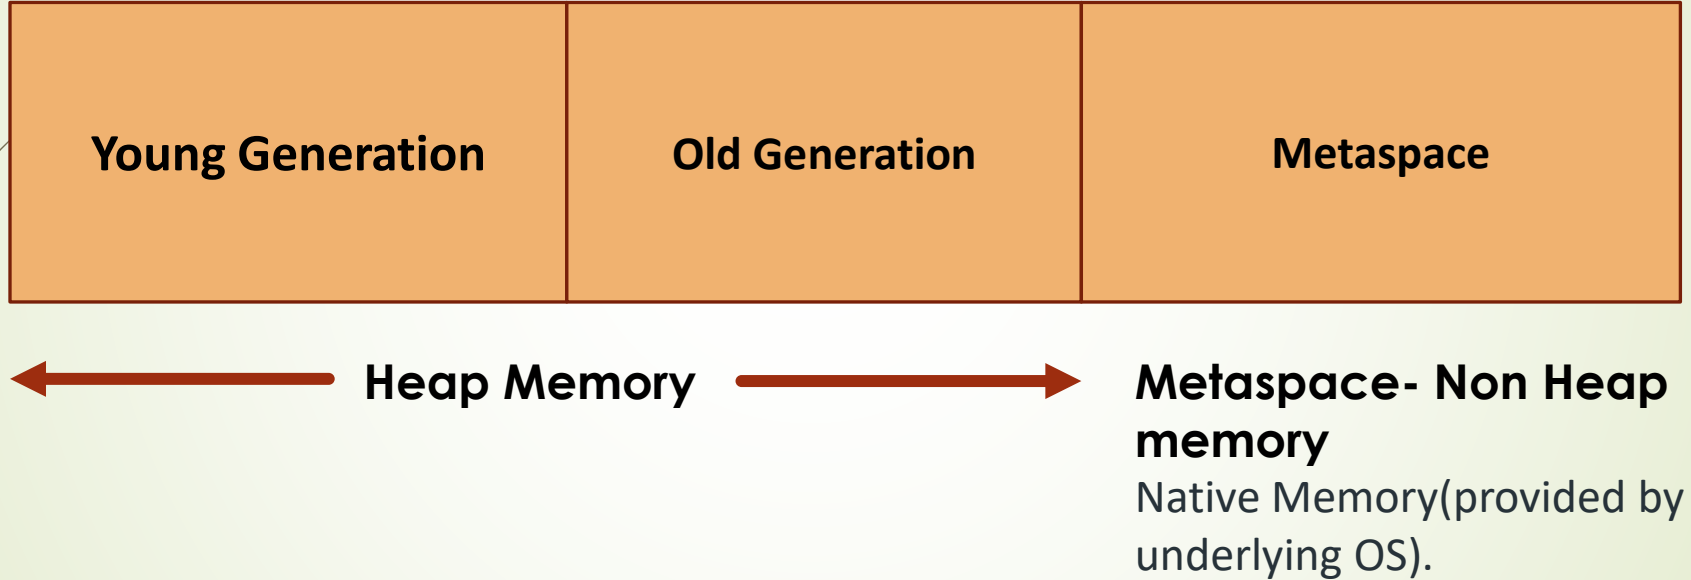 Young Generation
Old Generation
Metaspace
Heap Memory
Metaspace- Non Heap
memory
Native Memory(provided by
underlying OS).